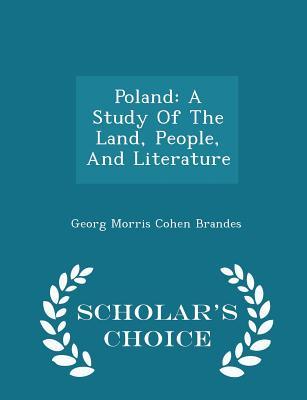 Poland: A
Study Of The
Land, People,
And Literature
Georg Morris Cohen Brandes
SCHOLAR'S
CHOICE